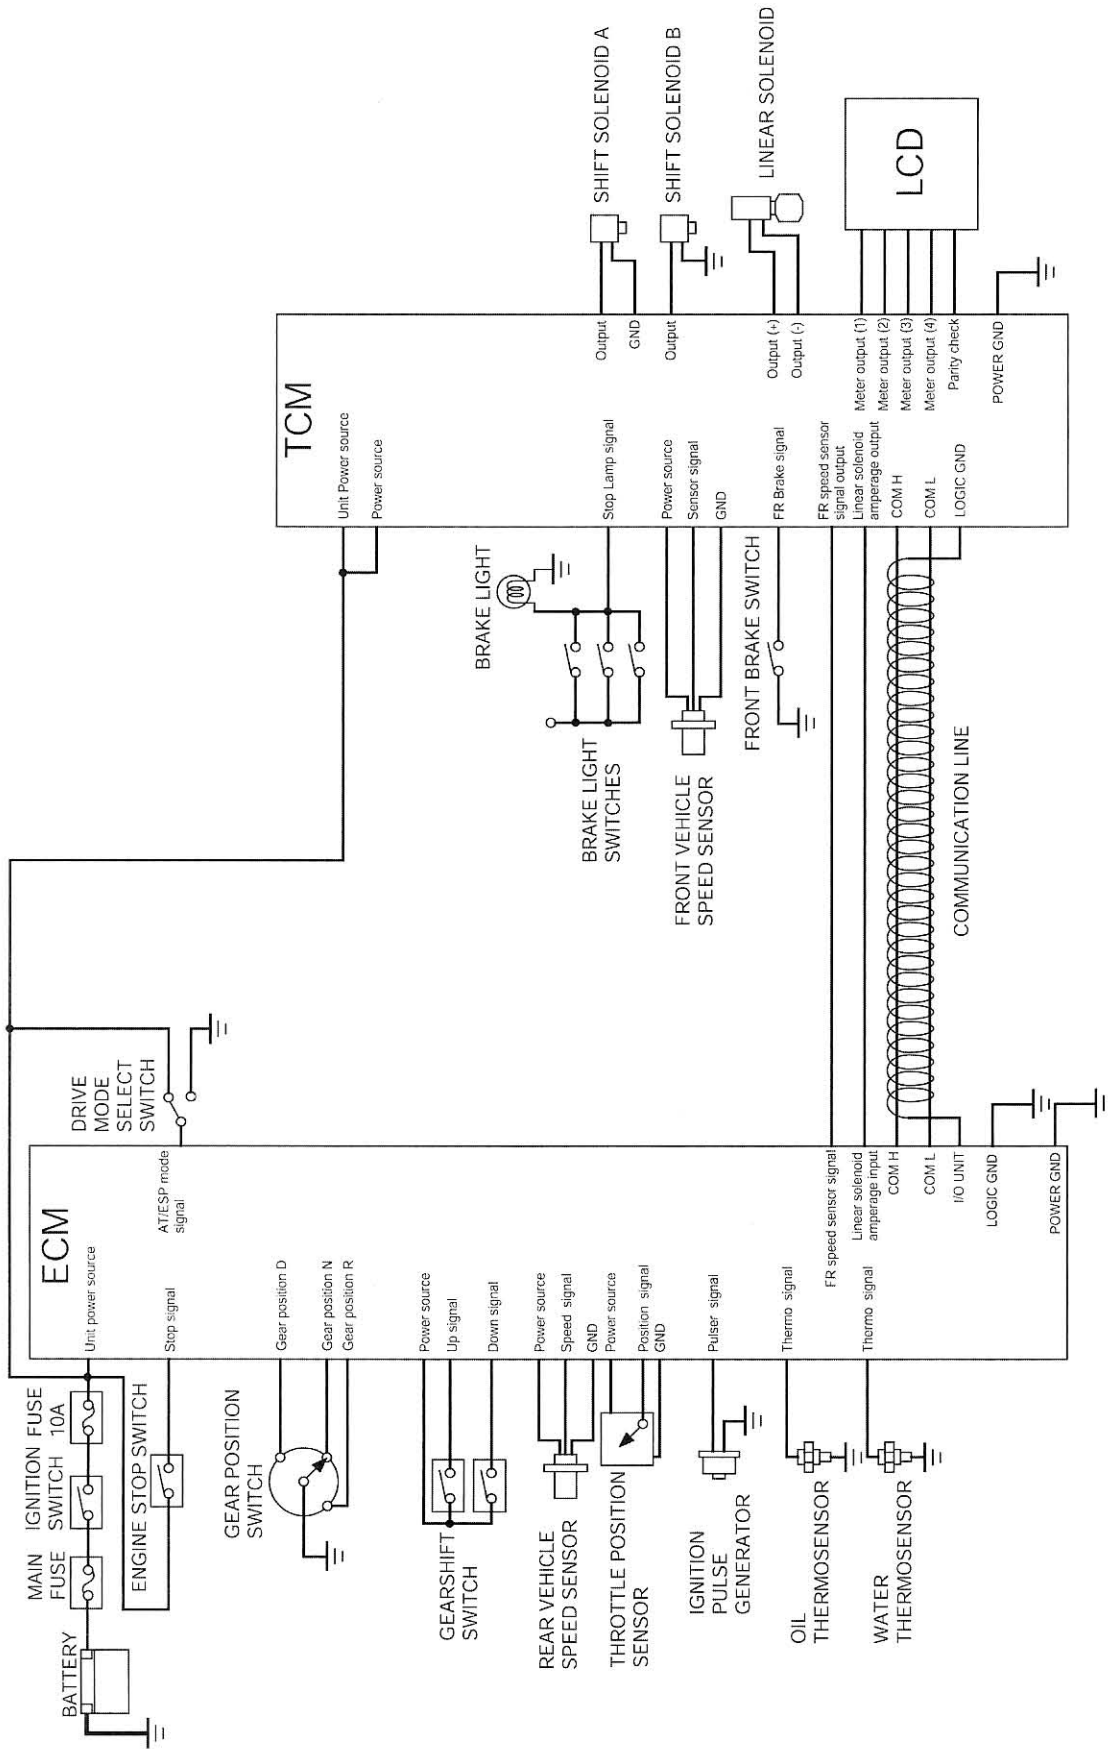 BATTERY
MAIN
FUSE
IGNITION
SWITCH
FUSE
10A
ENGINE STOP SWITCH
GEAR POSITION
SWITCH
GEARSHIFT
SWITCH
REAR VEHICLE
SPEED SENSOR
THROTTLE POSITION
SENSOR
IGNITION
PULSE
GENERATOR
OIL
THERMOSENSOR
WATER
THERMOSENSOR
ECM
Unit power source
Stop signal
Gear position D
Gear position N
Gear position R
Power source
Up signal
Down signal
Power source
Speed signal
GND
Power source
Position signal
GND
Pulser signal
Thermo signal
Thermo signal
AT/ESP mode
signal
FR speed sensor signal
Linear solenoid
amperage input
COM H
COM L
I/O UNIT
LOGIC GND
POWER GND
DRIVE
MODE
SELECT
SWITCH
COMMUNICATION LINE
BRAKE LIGHT
BRAKE LIGHT
SWITCHES
FRONT VEHICLE
SPEED SENSOR
FRONT BRAKE SWITCH
TCM
Unit Power source
Power source
Stop Lamp signal
Power source
Sensor signal
GND
FR Brake signal
FR speed sensor
signal output
Linear solenoid
amperage output
COM H
COM L
LOGIC GND
Output
GND
Output
Output (+)
Output (-)
Meter output (1)
Meter output (2)
Meter output (3)
Meter output (4)
Parity check
POWER GND
SHIFT SOLENOID A
SHIFT SOLENOID B
LINEAR SOLENOID
LCD